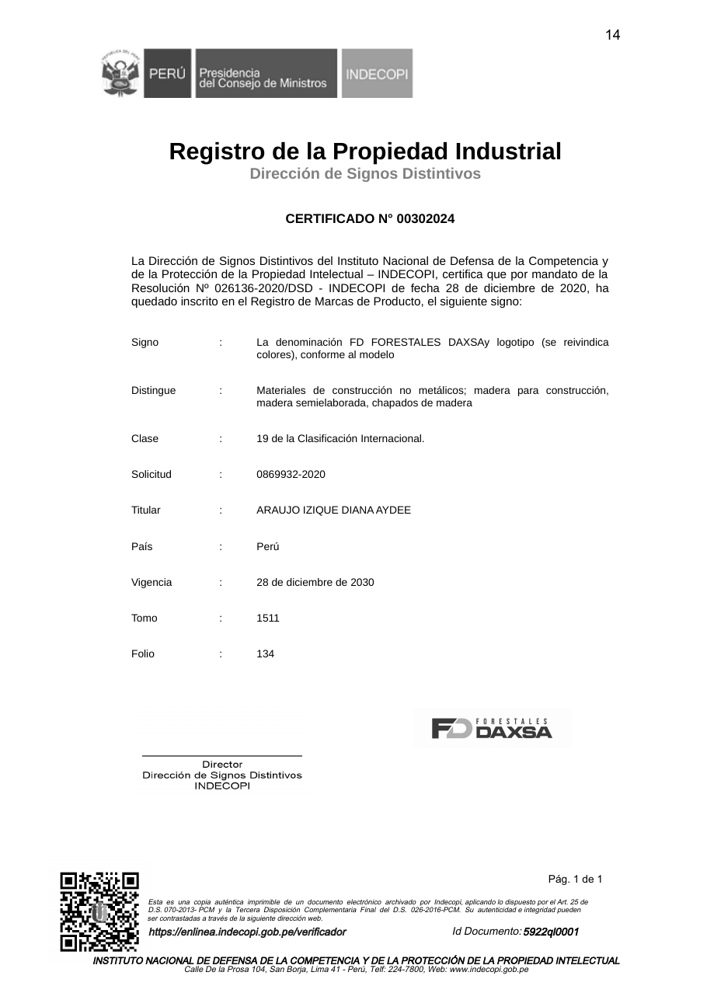 14
REPÚBLICA DEL PERÚ
PERÚ
Presidencia
del Consejo de Ministros
INDECOPI
Registro de la Propiedad Industrial
Dirección de Signos Distintivos
CERTIFICADO N° 00302024
La Dirección de Signos Distintivos del Instituto Nacional de Defensa de la Competencia y
de la Protección de la Propiedad Intelectual – INDECOPI, certifica que por mandato de la
Resolución Nº 026136-2020/DSD - INDECOPI de fecha 28 de diciembre de 2020, ha
quedado inscrito en el Registro de Marcas de Producto, el siguiente signo:
Signo : La denominación FD FORESTALES DAXSAy logotipo (se reivindica
colores), conforme al modelo
Distingue : Materiales de construcción no metálicos; madera para construcción,
madera semielaborada, chapados de madera
Clase : 19 de la Clasificación Internacional.
Solicitud : 0869932-2020
Titular : ARAUJO IZIQUE DIANA AYDEE
País : Perú
Vigencia : 28 de diciembre de 2030
Tomo : 1511
Folio : 134
FD FORESTALES
DAXSA
Director
Dirección de Signos Distintivos
INDECOPI
Pág. 1 de 1
Esta es una copia auténtica imprimible de un documento electrónico archivado por Indecopi, aplicando lo dispuesto por el Art. 25 de
D.S. 070-2013- PCM y la Tercera Disposición Complementaria Final del D.S. 026-2016-PCM. Su autenticidad e integridad pueden
ser contrastadas a través de la siguiente dirección web.
https://enlinea.indecopi.gob.pe/verificador Id Documento: 5922ql0001
INSTITUTO NACIONAL DE DEFENSA DE LA COMPETENCIA Y DE LA PROTECCIÓN DE LA PROPIEDAD INTELECTUAL
Calle De la Prosa 104, San Borja, Lima 41 - Perú, Telf: 224-7800, Web: www.indecopi.gob.pe